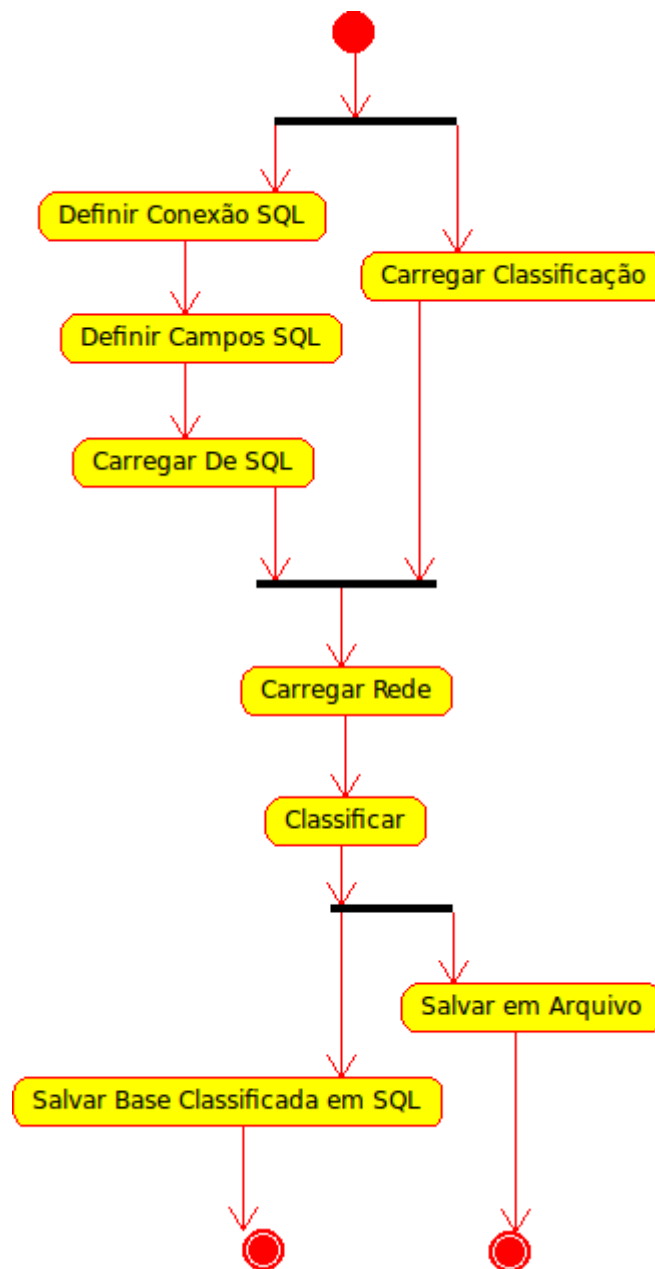 Definir Conexão SQL
Carregar Classificação
Definir Campos SQL
Carregar De SQL
Carregar Rede
Classificar
Salvar em Arquivo
Salvar Base Classificada em SQL